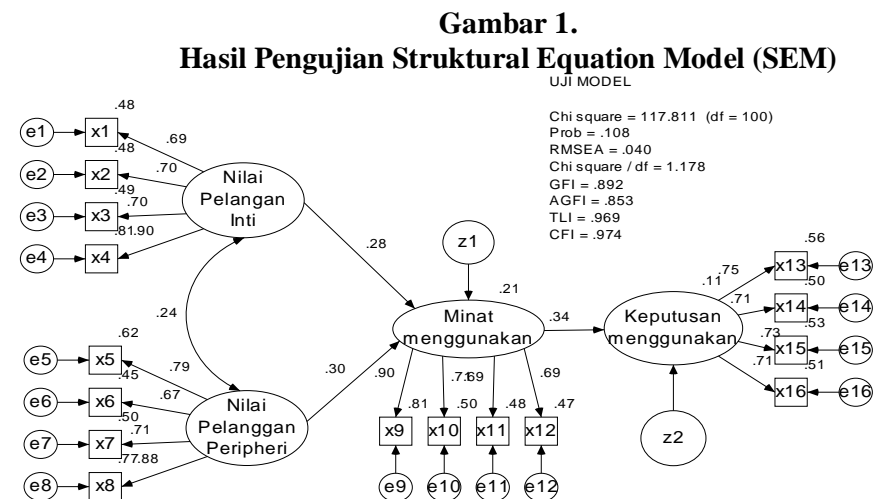 Gambar 1.
Hasil Pengujian Struktural Equation Model (SEM)
UJI MODEL
Chi square = 117.811 (df = 100)
Prob = .108
RMSEA = .040
Chi square / df = 1.178
GFI = .892
AGFI = .853
TLI = .969
CFI = .974
.48
e1 x1 .69
.48
e2 x2 .70
.49
e3 x3 .70
.81 .90
e4 x4
Nilai
Pelangan
Inti
.28
.24
.62
e5 x5 .79
.45
e6 x6 .67
.50
e7 x7 .71
.77 .88
e8 x8
Nilai
Pelanggan
Peripheri
.30
z1
.21
Minat
menggunakan
.34
.90 .71 .69 .69
.81 .50 .48 .47
x9 x10 x11 x12
e9 e10 e11 e12
.11
Keputusan
menggunakan
z2
.56
.75 x13 e13
.50
.71 x14 e14
.53
.73 x15 e15
.51
.71 x16 e16